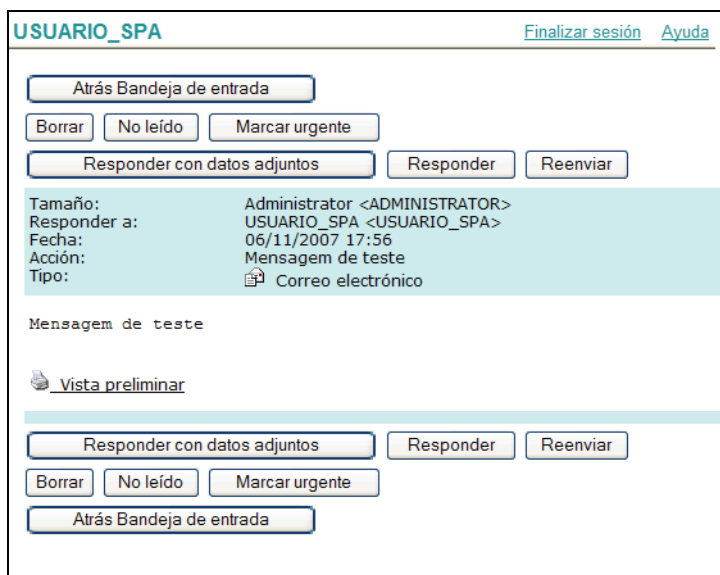 USUARIO_SPA Finalizar sesión Ayuda
Atrás Bandeja de entrada
Borrar No leído Marcar urgente
Responder con datos adjuntos Responder Reenviar
Tamaño: Administrator <ADMINISTRATOR>
Responder a: USUARIO_SPA <USUARIO_SPA>
Fecha: 06/11/2007 17:56
Acción: Mensagem de teste
Tipo: Correo electrónico
Mensagem de teste
Vista preliminar
Responder con datos adjuntos Responder Reenviar
Borrar No leído Marcar urgente
Atrás Bandeja de entrada